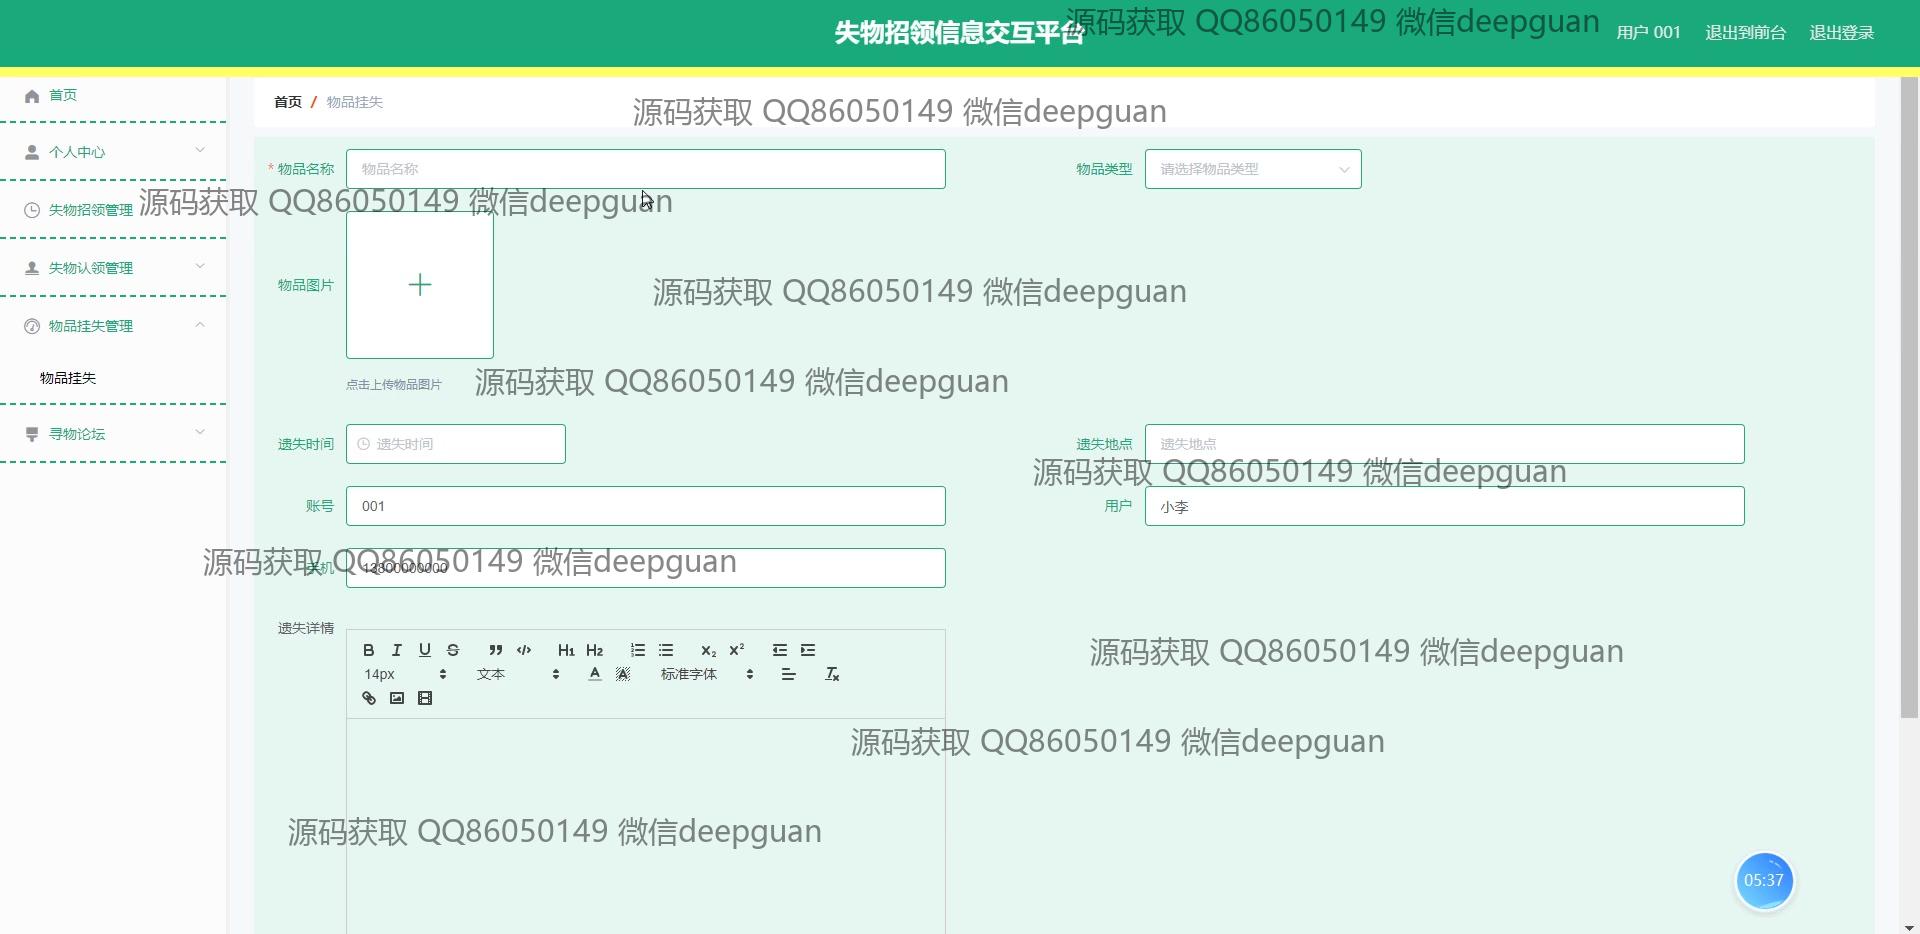 失物招领信息交互平台
源码获取 QQ86050149 微信deepguan
用户 001
退出到前台
退出登录
首页
首页 / 物品挂失
源码获取 QQ86050149 微信deepguan
个人中心
* 物品名称
物品名称
物品类型
请选择物品类型
失物招领管理
源码获取 QQ86050149 微信deepguan
失物认领管理
物品图片
源码获取 QQ86050149 微信deepguan
物品挂失管理
物品挂失
点击上传物品图片
源码获取 QQ86050149 微信deepguan
寻物论坛
遗失时间
遗失时间
遗失地点
遗失地点
源码获取 QQ86050149 微信deepguan
账号
001
用户
小李
源码获取 QQ86050149 微信deepguan
手机
13800000000
遗失详情
B I U S H1 H2 X2 X2
14px
文本
A
A
标准字体
Tx
源码获取 QQ86050149 微信deepguan
源码获取 QQ86050149 微信deepguan
源码获取 QQ86050149 微信deepguan
05:37